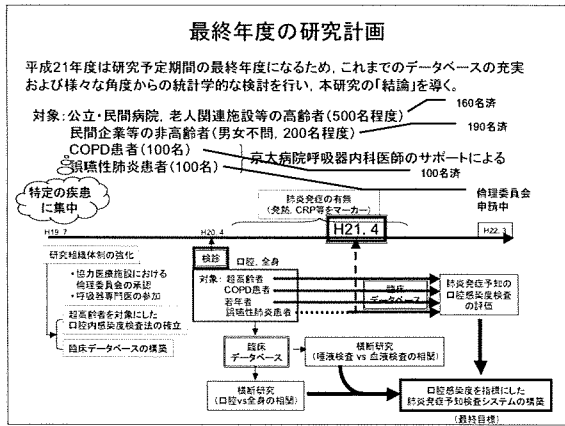 最終年度の研究計画
平成21年度は研究予定期間の最終年度になるため，これまでのデータベースの充実
および様々な角度からの統計学的な検討を行い，本研究の「結論」を導く。
対象：公立・民間病院，老人関連施設等の高齢者（500名程度）
160名済
民間企業等の非高齢者（男女不問，200名程度）
190名済
COPD患者（100名）
誤嚥性肺炎患者（100名）
京大病院呼吸器内科医師のサポートによる
100名済
特定の疾患
に集中
肺炎発症の有無
（発熱，CRP等をマーカー）
倫理委員会
申請中
H19. 7
H20. 4
H21. 4
H22. 3
研究組織体制の強化
・協力医療施設における
倫理委員会の承認
・呼吸器専門医の参加
超高齢者を対象にした
口腔内感染度検査法の確立
臨床データベースの構築
検診
口腔，全身
対象：超高齢者
COPD患者
若年者
誤嚥性肺炎患者
臨床
データベース
肺炎発症予知の
口腔感染度検査
の評価
臨床
データベース
横断研究
（唾液検査 vs 血液検査の相関）
横断研究
（口腔vs全身の相関）
口腔感染度を指標にした
肺炎発症予知検査システムの構築
（最終目標）